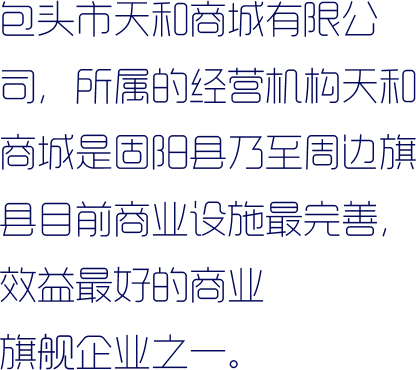 包头市天和商城有限公
司，所属的经营机构天和
商城是固阳县乃至周边旗
县目前商业设施最完善，
效益最好的商业
旗舰企业之一。